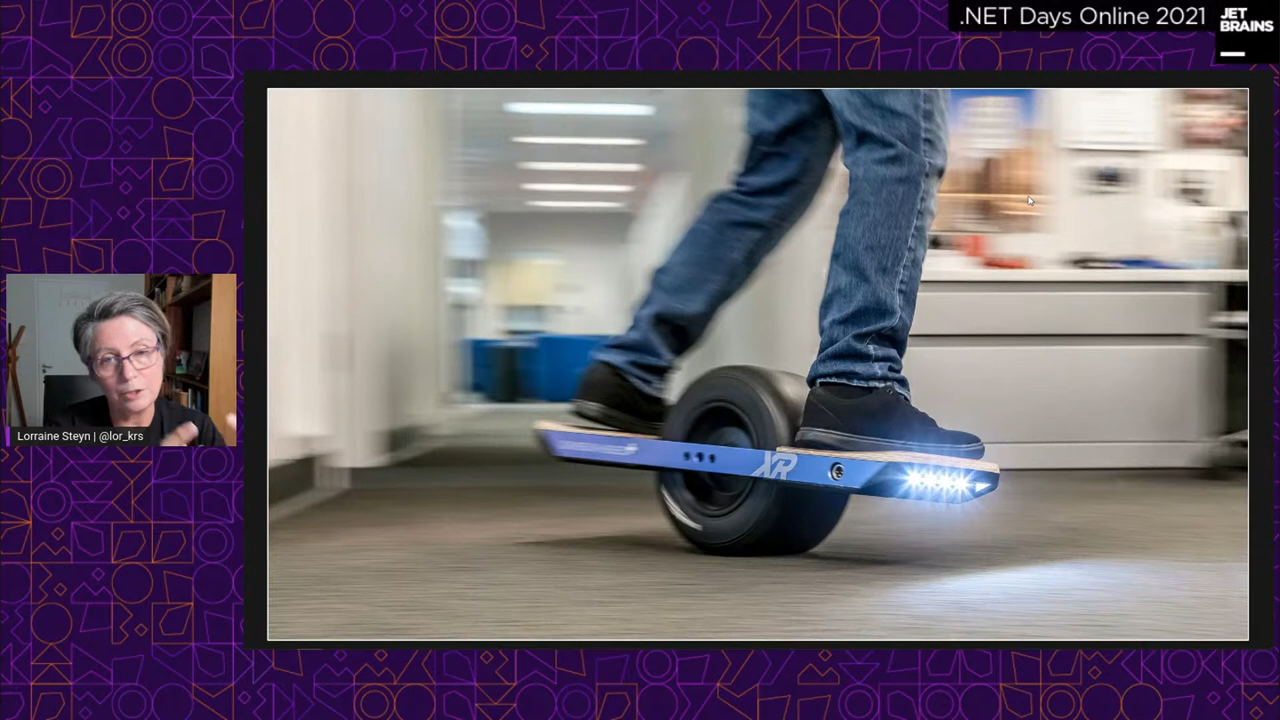 .NET Days Online 2021
JET
BRAINS
Lorraine Steyn | @lor_krs
XR